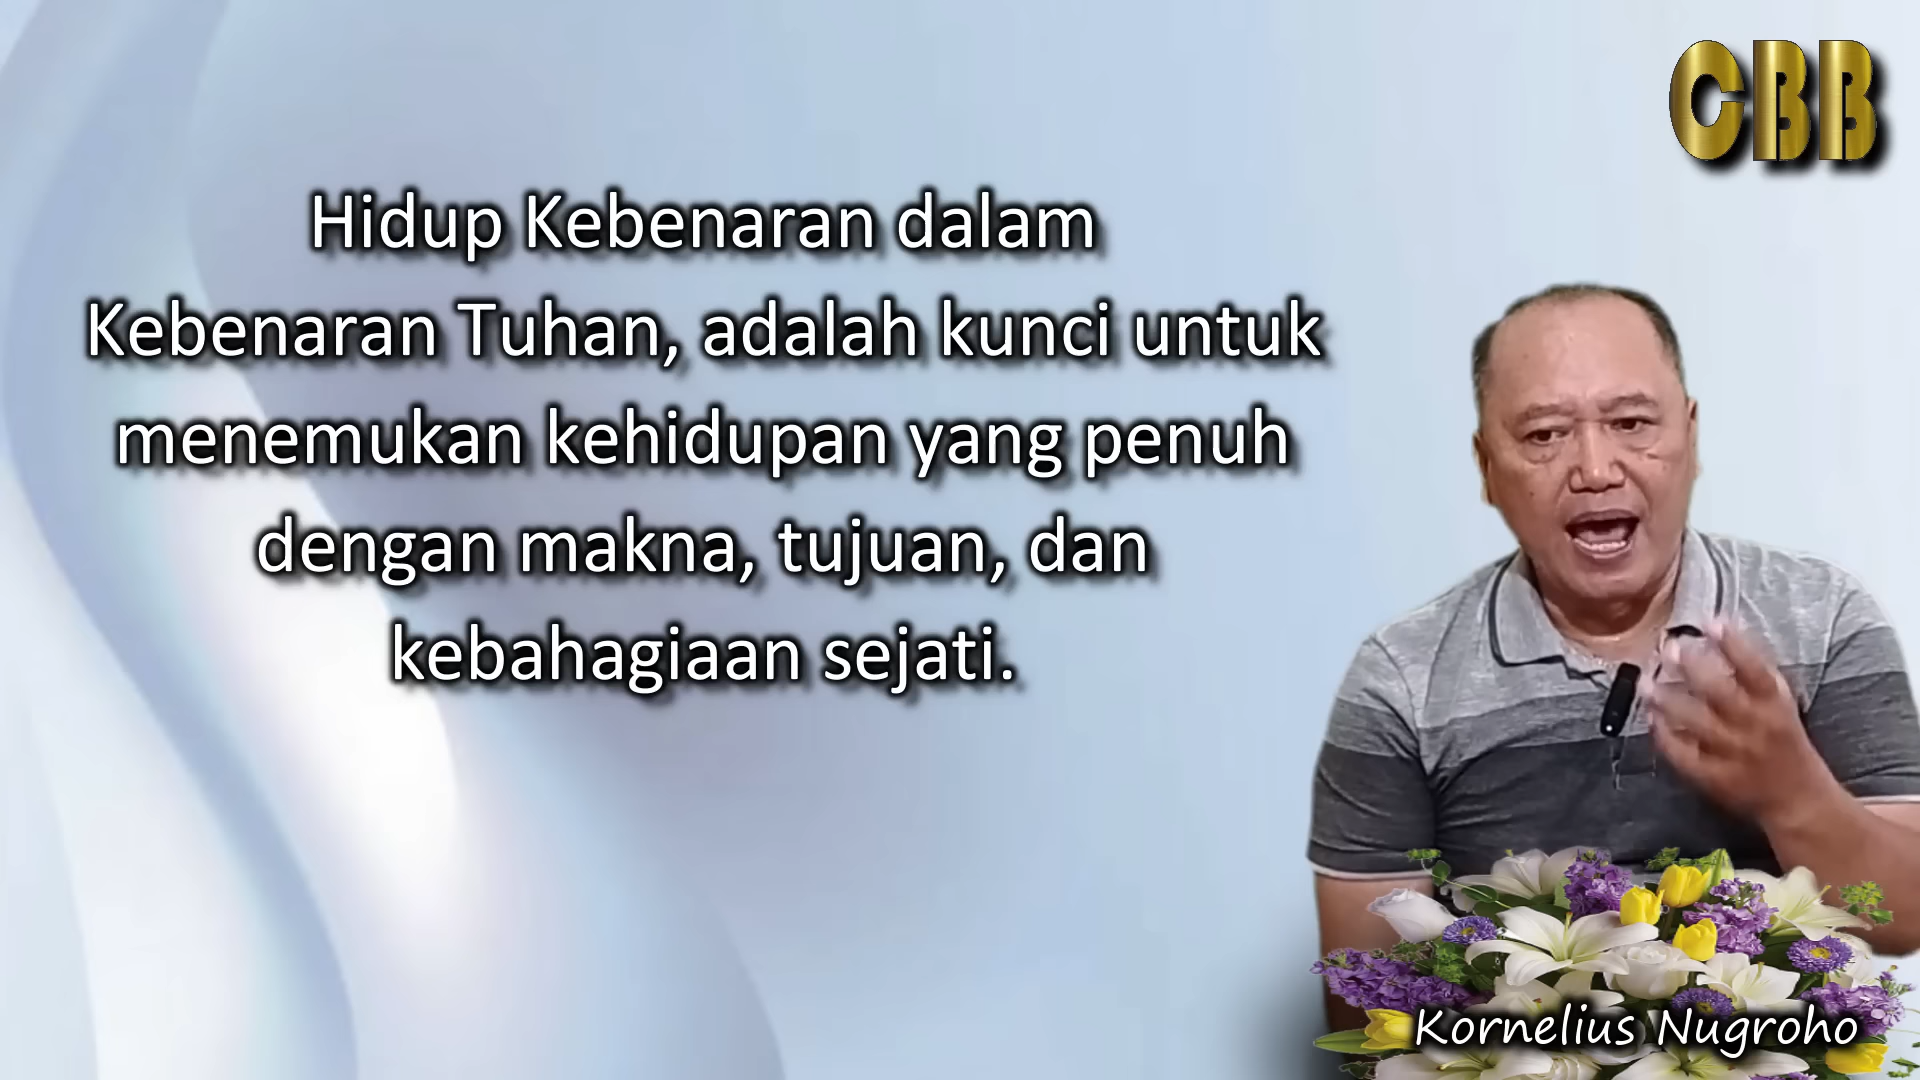 CBB
Hidup Kebenaran dalam
Kebenaran Tuhan, adalah kunci untuk
menemukan kehidupan yang penuh
dengan makna, tujuan, dan
kebahagiaan sejati.
Kornelius Nugroho